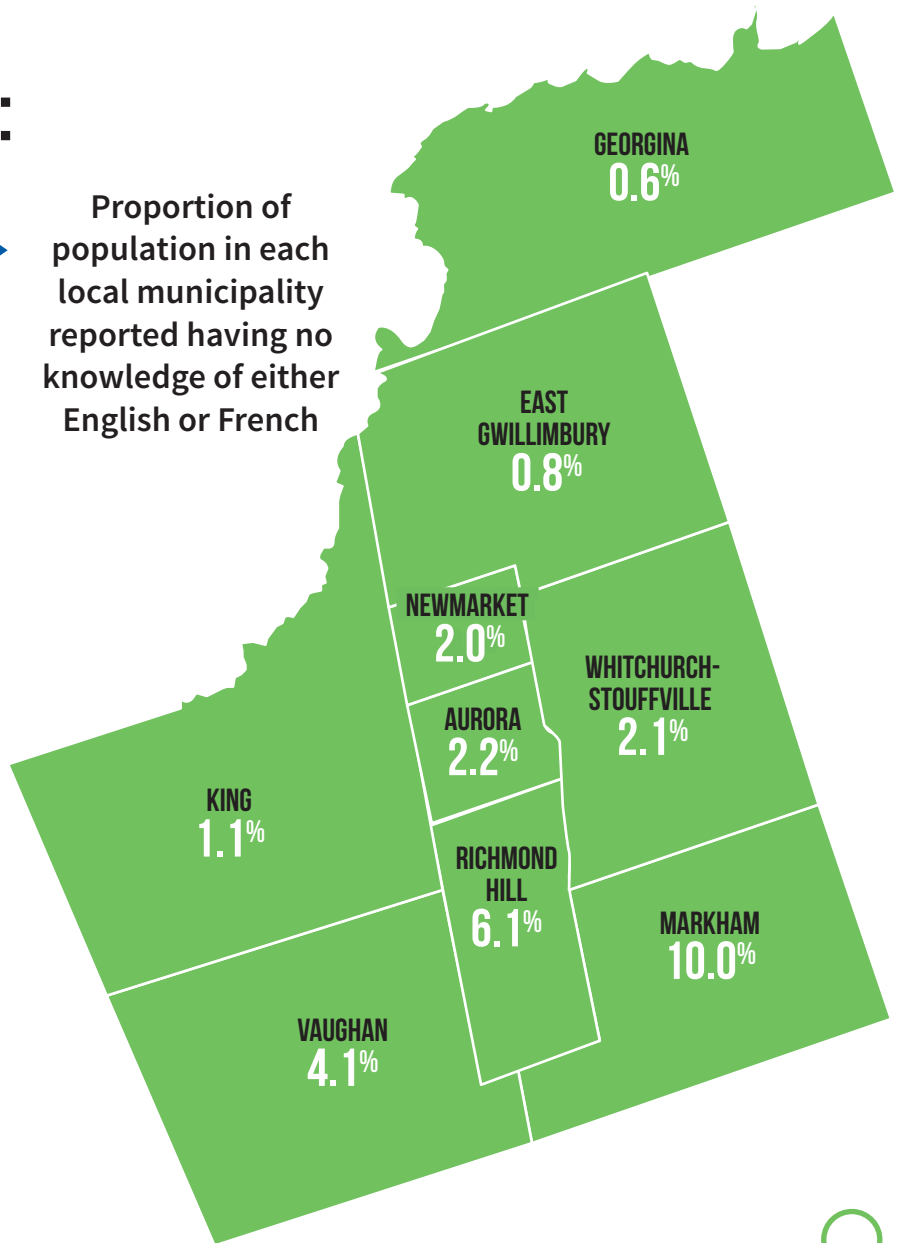 :
Proportion of
population in each
local municipality
reported having no
knowledge of either
English or French
GEORGINA
0.6%
EAST
GWILLIMBURY
0.8%
NEWMARKET
2.0%
WHITCHURCH-
STOUFFVILLE
2.1%
AURORA
2.2%
KING
1.1%
RICHMOND
HILL
6.1%
MARKHAM
10.0%
VAUGHAN
4.1%